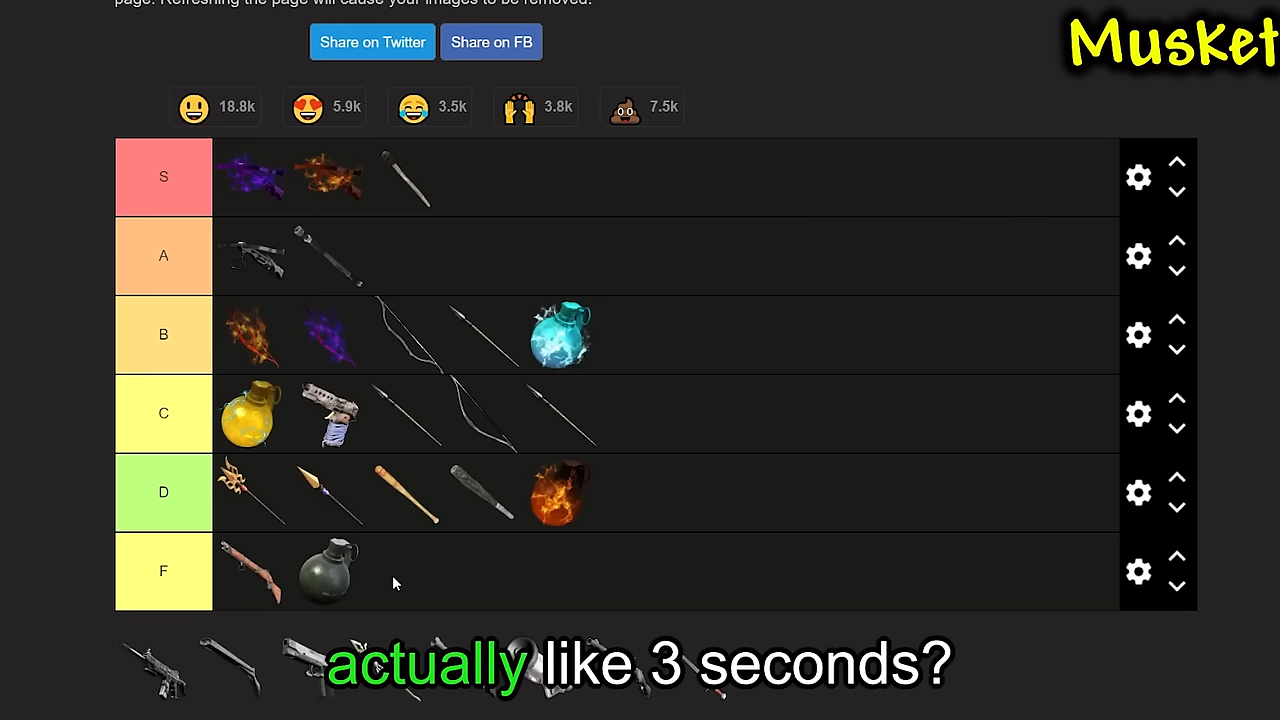 page. Refreshing the page will cause your images to be removed.
Musket
Share on Twitter Share on FB
18.8k 5.9k 3.5k 3.8k 7.5k
S
A
B
C
D
F
actually like 3 seconds?